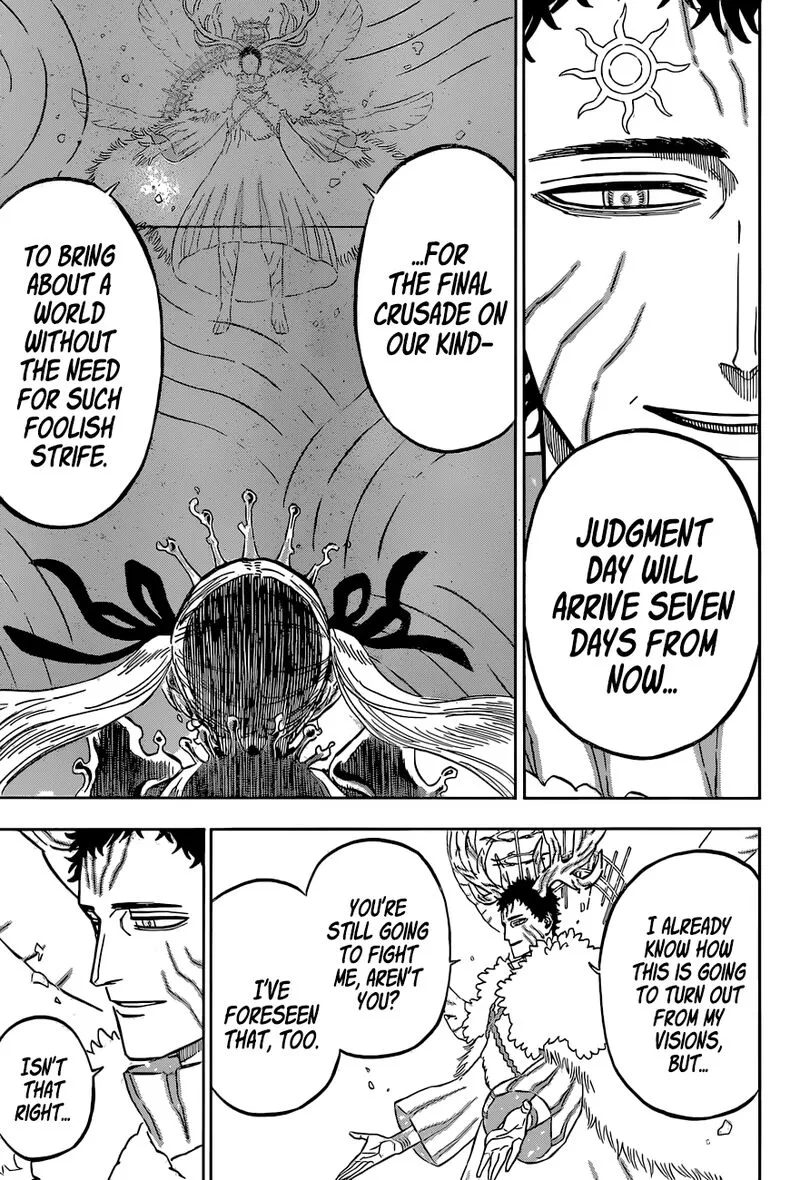 JUDGMENT
DAY WILL
ARRIVE SEVEN
DAYS FROM
NOW...
...FOR
THE FINAL
CRUSADE ON
OUR KIND-
TO BRING
ABOUT A
WORLD
WITHOUT
THE NEED
FOR SUCH
FOOLISH
STRIFE.
I ALREADY
KNOW HOW
THIS IS GOING
TO TURN OUT
FROM MY
VISIONS,
BUT...
YOU'RE
STILL GOING
TO FIGHT
ME, AREN'T
YOU?
I'VE
FORESEEN
THAT, TOO.
ISN'T
THAT
RIGHT...